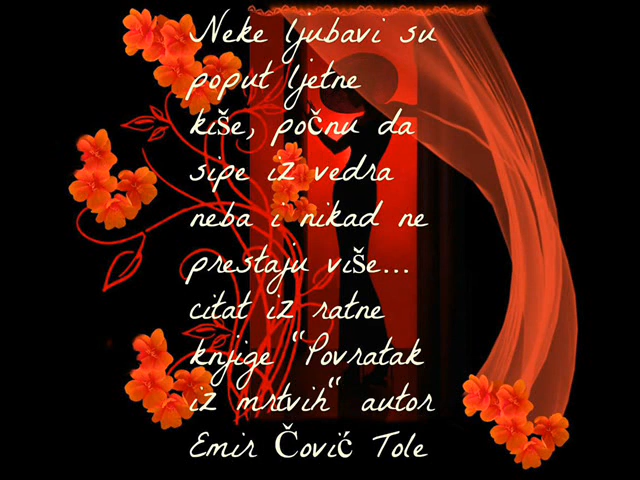 Neke ljubavi su
poput ljetne
kiše, počnu da
sipe iz vedra
neba i nikad ne
prestaju više...
citat iz ratne
knjige "Povratak
iz mrtvih" autor
Emir Čović Tole